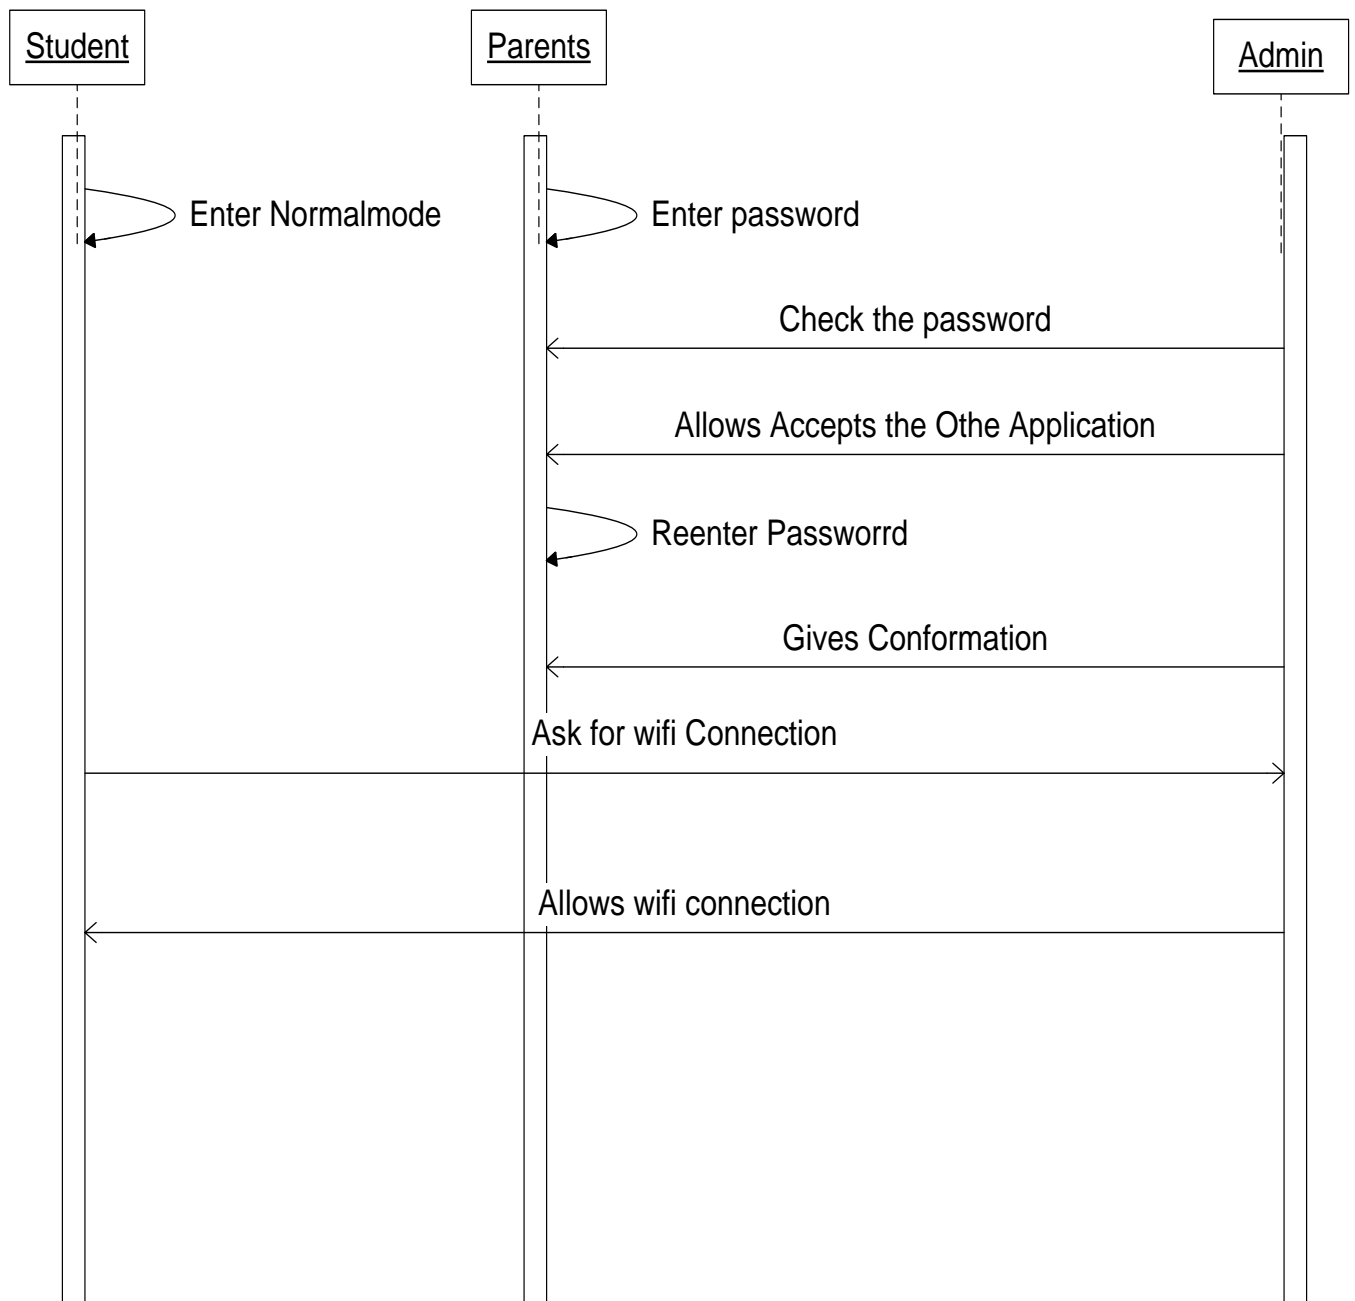 Student
Parents
Admin
Enter Normalmode
Enter password
Check the password
Allows Accepts the Othe Application
Reenter Passworrd
Gives Conformation
Ask for wifi Connection
Allows wifi connection